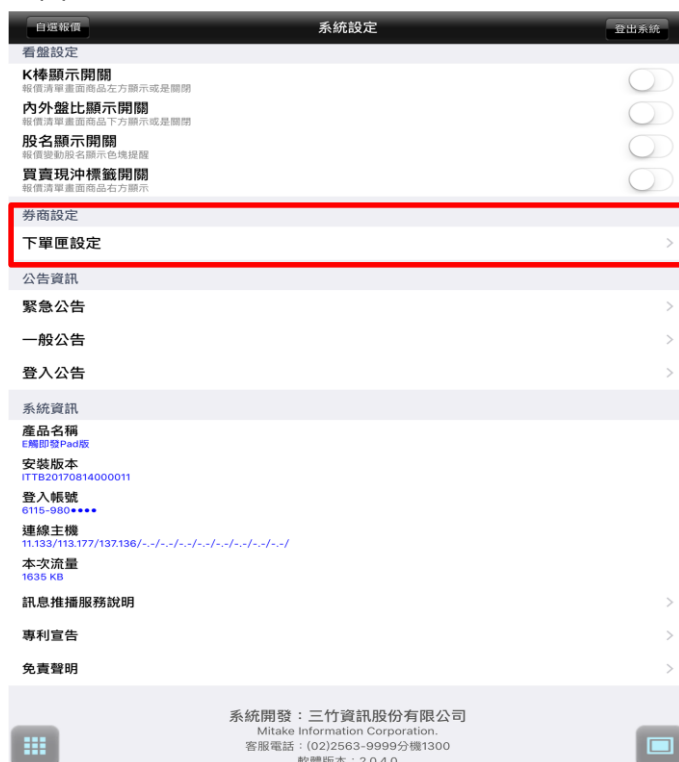 自選報價
系統設定
登出系統
看盤設定
K棒顯示開關
報價清單畫面商品左方顯示或是關閉
內外盤比顯示開關
報價清單畫面商品下方顯示或是關閉
股名顯示開關
報價變動股名顯示色塊提醒
買賣現沖標籤開關
報價清單畫面商品右方顯示
券商設定
下單匣設定
公告資訊
緊急公告
一般公告
登入公告
系統資訊
產品名稱
E觸即發Pad版
安裝版本
ITTB20170814000011
登入帳號
6115-980••••
連線主機
11.133/113.177/137.136/-.-/-.-/-.-/-.-/-.-/-.-/-.-/
本次流量
1635 KB
訊息推播服務說明
專利宣告
免責聲明
系統開發：三竹資訊股份有限公司
Mitake Information Corporation.
客服電話：(02)2563-9999分機1300
軟體版本：2.0.4.0